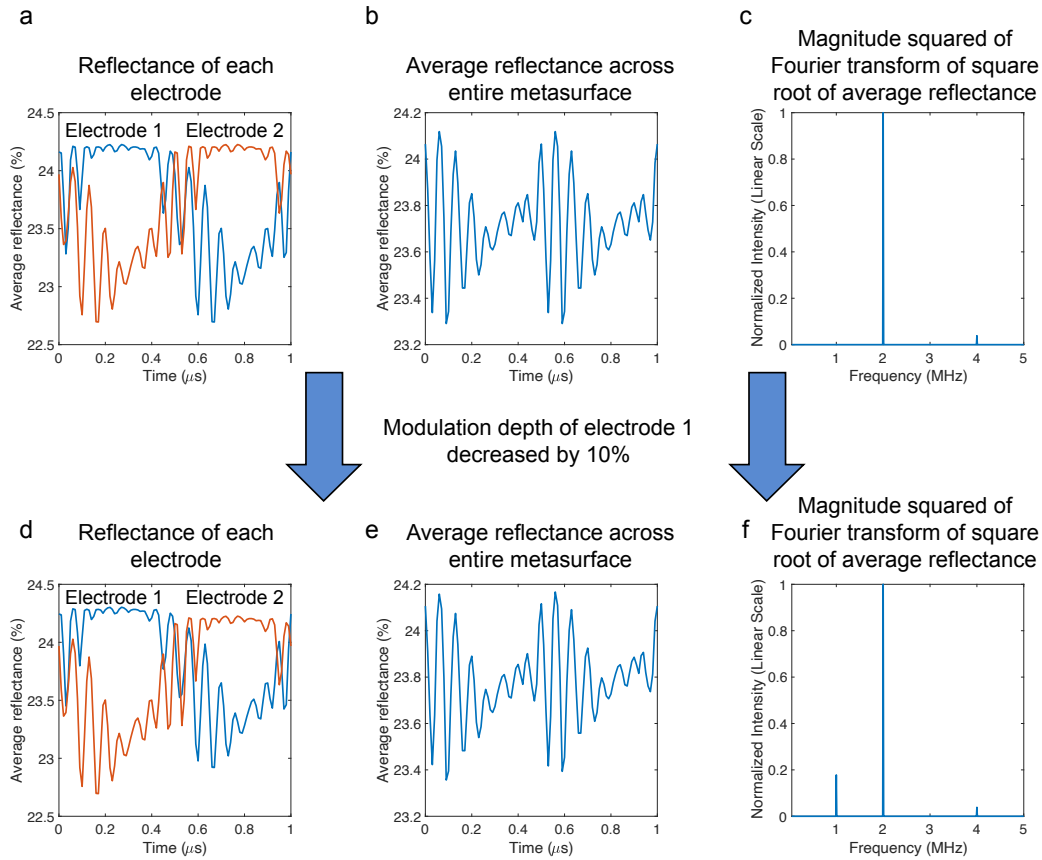 a
Reflectance of each
electrode
24.5
24
23.5
23
22.5
Average reflectance (%)
Electrode 1
Electrode 2
0
0.2
0.4
0.6
0.8
1
Time (μs)
b
Average reflectance across
entire metasurface
24.2
24
23.8
23.6
23.4
23.2
Average reflectance (%)
0
0.2
0.4
0.6
0.8
1
Time (μs)
c
Magnitude squared of
Fourier transform of square
root of average reflectance
1
0.8
0.6
0.4
0.2
0
Normalized Intensity (Linear Scale)
1
2
3
4
5
Frequency (MHz)
Modulation depth of electrode 1
decreased by 10%
d
Reflectance of each
electrode
24.5
24
23.5
23
22.5
Average reflectance (%)
Electrode 1
Electrode 2
0
0.2
0.4
0.6
0.8
1
Time (μs)
e
Average reflectance across
entire metasurface
24.2
24
23.8
23.6
23.4
23.2
Average reflectance (%)
0
0.2
0.4
0.6
0.8
1
Time (μs)
f
Magnitude squared of
Fourier transform of square
root of average reflectance
1
0.8
0.6
0.4
0.2
0
Normalized Intensity (Linear Scale)
1
2
3
4
5
Frequency (MHz)